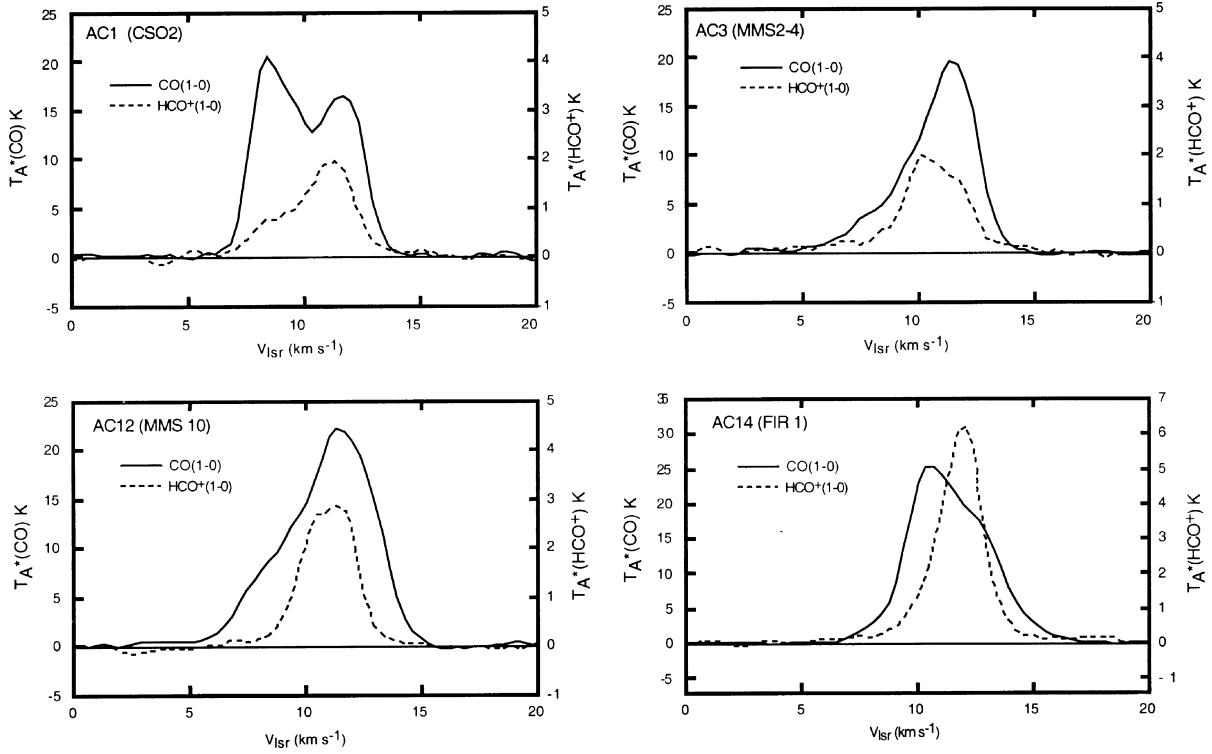 AC1 (CSO2)
CO(1-0)
HCO+(1-0)
TA*(CO) K
TA*(HCO+) K
25
20
15
10
5
0
-5
5
4
3
2
1
0
-1
0 5 10 15 20
Vlsr (km s-1)
AC3 (MMS2-4)
CO(1-0)
HCO+(1-0)
TA*(CO) K
TA*(HCO+) K
25
20
15
10
5
0
-5
5
4
3
2
1
0
-1
0 5 10 15 20
Vlsr (km s-1)
AC12 (MMS 10)
CO(1-0)
HCO+(1-0)
TA*(CO) K
TA*(HCO+) K
25
20
15
10
5
0
-5
5
4
3
2
1
0
-1
0 5 10 15 20
Vlsr (km s-1)
AC14 (FIR 1)
CO(1-0)
HCO+(1-0)
TA*(CO) K
TA*(HCO+) K
35
30
25
20
15
10
5
0
-5
7
6
5
4
3
2
1
0
- 1
0 5 10 15 20
Vlsr (km s-1)